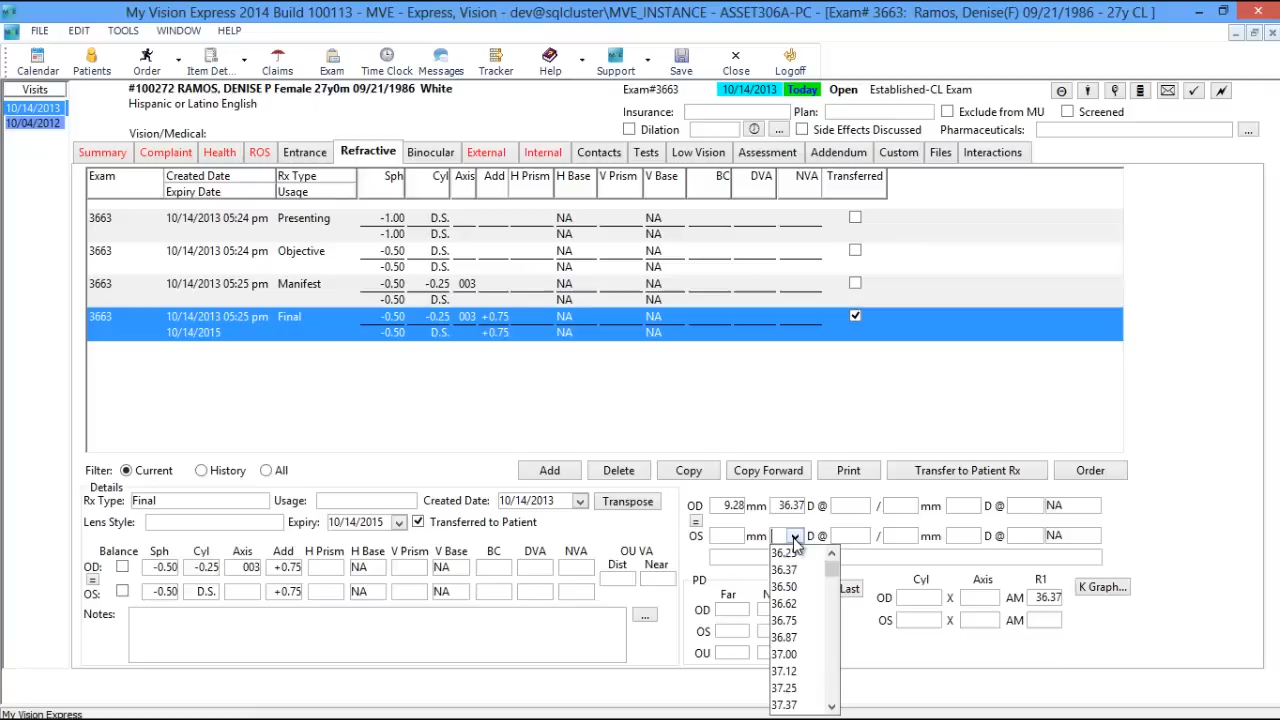 My Vision Express 2014 Build 100113 - MVE - Express, Vision - dev@sqlcluster\MVE_INSTANCE - ASSET306A-PC - [Exam# 3663: Ramos, Denise(F) 09/21/1986 - 27y CL ]
FILE EDIT TOOLS WINDOW HELP
Calendar Patients Order Item Det... Claims Exam Time Clock Messages Tracker Help Support Save Close Logoff
Visits #100272 RAMOS, DENISE P Female 27y0m 09/21/1986 White Exam#3663 10/14/2013 Today Open Established-CL Exam
10/14/2013 Hispanic or Latino English Insurance: Plan: Exclude from MU Screened
10/04/2012 Vision/Medical: Dilation ... Side Effects Discussed Pharmaceuticals: ...
Summary Complaint Health ROS Entrance Refractive Binocular External Internal Contacts Tests Low Vision Assessment Addendum Custom Files Interactions
Exam Created Date Rx Type Sph Cyl Axis Add H Prism H Base V Prism V Base BC DVA NVA Transferred
Expiry Date Usage
3663 10/14/2013 05:24 pm Presenting -1.00 D.S. NA NA
-1.00 D.S. NA NA
3663 10/14/2013 05:24 pm Objective -0.50 D.S. NA NA
-0.50 D.S. NA NA
3663 10/14/2013 05:25 pm Manifest -0.50 -0.25 003 NA NA
-0.50 D.S. NA NA
3663 10/14/2013 05:25 pm Final -0.50 -0.25 003 +0.75 NA NA
10/14/2015 -0.50 D.S. +0.75 NA NA
Filter: Current History All Add Delete Copy Copy Forward Print Transfer to Patient Rx Order
Details
Rx Type: Final Usage: Created Date: 10/14/2013 Transpose OD 9.28 mm 36.37 D @ / mm D @ NA
=
Lens Style: Expiry: 10/14/2015 Transferred to Patient OS mm D @ / mm D @ NA
Balance Sph Cyl Axis Add H Prism H Base V Prism V Base BC DVA NVA OU VA
Dist Near
OD: -0.50 -0.25 003 +0.75 NA NA
=
OS: -0.50 D.S. +0.75 NA NA
Notes: ...
36.25
36.37
36.50
36.62
36.75
36.87
37.00
37.12
37.25
37.37
PD Last
Far N
OD
OS
OU
Cyl Axis R1 K Graph...
OD X AM 36.37
OS X AM
My Vision Express